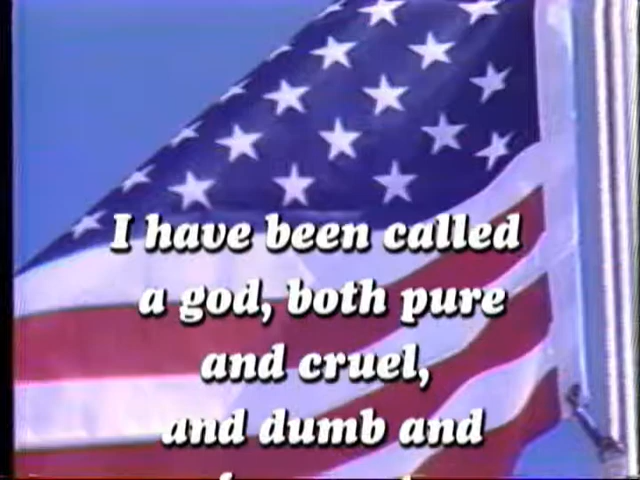 I have been called
a god, both pure
and cruel,
and dumb and